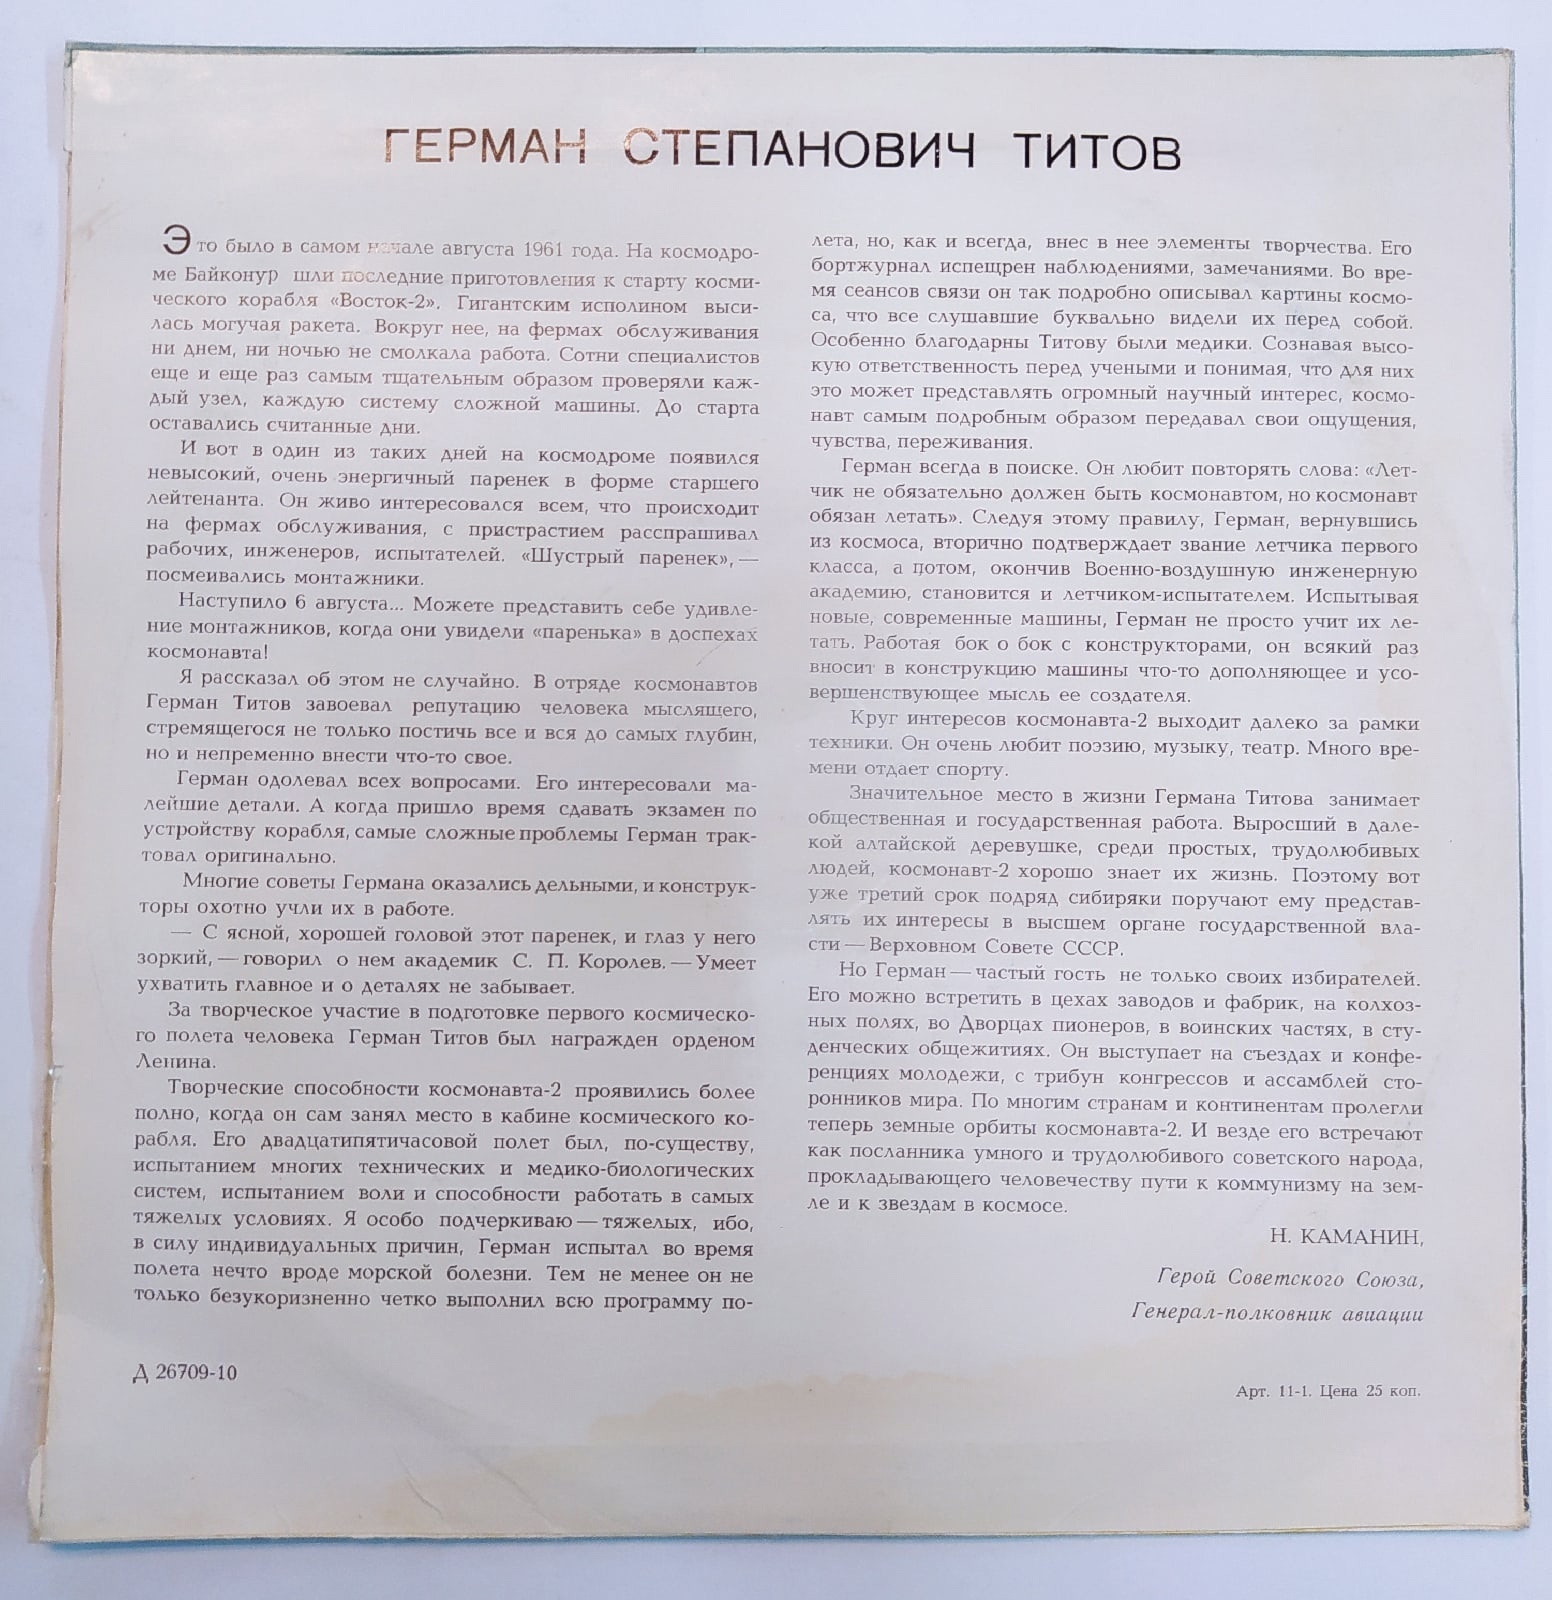 ГЕРМАН СТЕПАНОВИЧ ТИТОВ
Это было в самом начале августа 1961 года. На космодро-
ме Байконур шли последние приготовления к старту косми-
ческого корабля «Восток-2». Гигантским исполином выси-
лась могучая ракета. Вокруг нее, на фермах обслуживания
ни днем, ни ночью не смолкала работа. Сотни специалистов
еще и еще раз самым тщательным образом проверяли каж-
дый узел, каждую систему сложной машины. До старта
оставались считанные дни.
И вот в один из таких дней на космодроме появился
невысокий, очень энергичный паренек в форме старшего
лейтенанта. Он живо интересовался всем, что происходит
на фермах обслуживания, с пристрастием расспрашивал
рабочих, инженеров, испытателей. «Шустрый паренек», —
посмеивались монтажники.
Наступило 6 августа... Можете представить себе удивле-
ние монтажников, когда они увидели «паренька» в доспехах
космонавта!
Я рассказал об этом не случайно. В отряде космонавтов
Герман Титов завоевал репутацию человека мыслящего,
стремящегося не только постичь все и вся до самых глубин,
но и непременно внести что-то свое.
Герман одолевал всех вопросами. Его интересовали ма-
лейшие детали. А когда пришло время сдавать экзамен по
устройству корабля, самые сложные проблемы Герман трак-
товал оригинально.
Многие советы Германа оказались дельными, и конструк-
торы охотно учли их в работе.
— С ясной, хорошей головой этот паренек, и глаз у него
зоркий, — говорил о нем академик С. П. Королев. — Умеет
ухватить главное и о деталях не забывает.
За творческое участие в подготовке первого космическо-
го полета человека Герман Титов был награжден орденом
Ленина.
Творческие способности космонавта-2 проявились более
полно, когда он сам занял место в кабине космического ко-
рабля. Его двадцатипятичасовой полет был, по-существу,
испытанием многих технических и медико-биологических
систем, испытанием воли и способности работать в самых
тяжелых условиях. Я особо подчеркиваю — тяжелых, ибо,
в силу индивидуальных причин, Герман испытал во время
полета нечто вроде морской болезни. Тем не менее он не
только безукоризненно четко выполнил всю программу по-
лета, но, как и всегда, внес в нее элементы творчества. Его
бортжурнал испещрен наблюдениями, замечаниями. Во вре-
мя сеансов связи он так подробно описывал картины космо-
са, что все слушавшие буквально видели их перед собой.
Особенно благодарны Титову были медики. Сознавая высо-
кую ответственность перед учеными и понимая, что для них
это может представлять огромный научный интерес, космо-
навт самым подробным образом передавал свои ощущения,
чувства, переживания.
Герман всегда в поиске. Он любит повторять слова: «Лет-
чик не обязательно должен быть космонавтом, но космонавт
обязан летать». Следуя этому правилу, Герман, вернувшись
из космоса, вторично подтверждает звание летчика первого
класса, а потом, окончив Военно-воздушную инженерную
академию, становится и летчиком-испытателем. Испытывая
новые, современные машины, Герман не просто учит их ле-
тать. Работая бок о бок с конструкторами, он всякий раз
вносит в конструкцию машины что-то дополняющее и усо-
вершенствующее мысль ее создателя.
Круг интересов космонавта-2 выходит далеко за рамки
техники. Он очень любит поэзию, музыку, театр. Много вре-
мени отдает спорту.
Значительное место в жизни Германа Титова занимает
общественная и государственная работа. Выросший в дале-
кой алтайской деревушке, среди простых, трудолюбивых
людей, космонавт-2 хорошо знает их жизнь. Поэтому вот
уже третий срок подряд сибиряки поручают ему представ-
лять их интересы в высшем органе государственной вла-
сти — Верховном Совете СССР.
Но Герман — частый гость не только своих избирателей.
Его можно встретить в цехах заводов и фабрик, на колхоз-
ных полях, во Дворцах пионеров, в воинских частях, в сту-
денческих общежитиях. Он выступает на съездах и конфе-
ренциях молодежи, с трибун конгрессов и ассамблей сто-
ронников мира. По многим странам и континентам пролегли
теперь земные орбиты космонавта-2. И везде его встречают
как посланника умного и трудолюбивого советского народа,
прокладывающего человечеству пути к коммунизму на зем-
ле и к звездам в космосе.
Н. КАМАНИН,
Герой Советского Союза,
Генерал-полковник авиации
Д 26709-10
Арт. 11-1. Цена 25 коп.